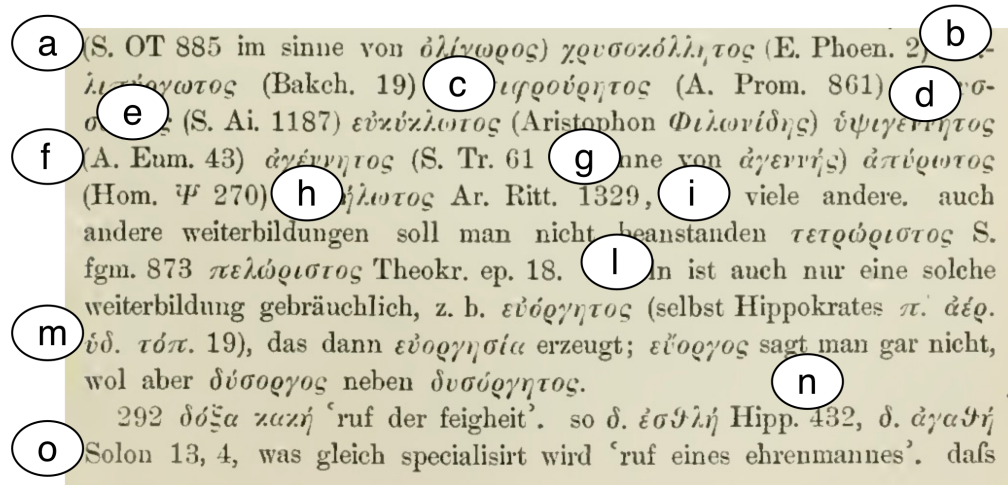 a (S. OT 885 im sinne von ὀλίγωρος) χρυσοκόλλητος (E. Phoen. 2) b
(Bakch. 19) c (A. Prom. 861) d
e (S. Ai. 1187) εὐκύκλωτος (Aristophon Φιλωνίδης) ὑψιγέννητος
f (A. Eum. 43) ἀγέννητος (S. Tr. 61 g von ἀγεννής) ἀπύρωτος
(Hom. Ψ 270) h Ar. Ritt. 1329, i viele andere. auch
andere weiterbildungen soll man nicht beanstanden τετρώριστος S.
fgm. 873 πελώριστος Theokr. ep. 18. l ist auch nur eine solche
weiterbildung gebräuchlich, z. b. εὐόργητος (selbst Hippokrates π. ἀέρ.
m ὑδ. τόπ. 19), das dann εὐοργησία erzeugt; εὔοργος sagt man gar nicht,
wol aber δύσοργος neben δυσόργητος. n
292 δόξα κακή ‘ruf der feigheit’. so δ. ἐσθλή Hipp. 432, δ. ἀγαθή
o Solon 13, 4, was gleich specialisirt wird ‘ruf eines ehrenmannes’. daſs